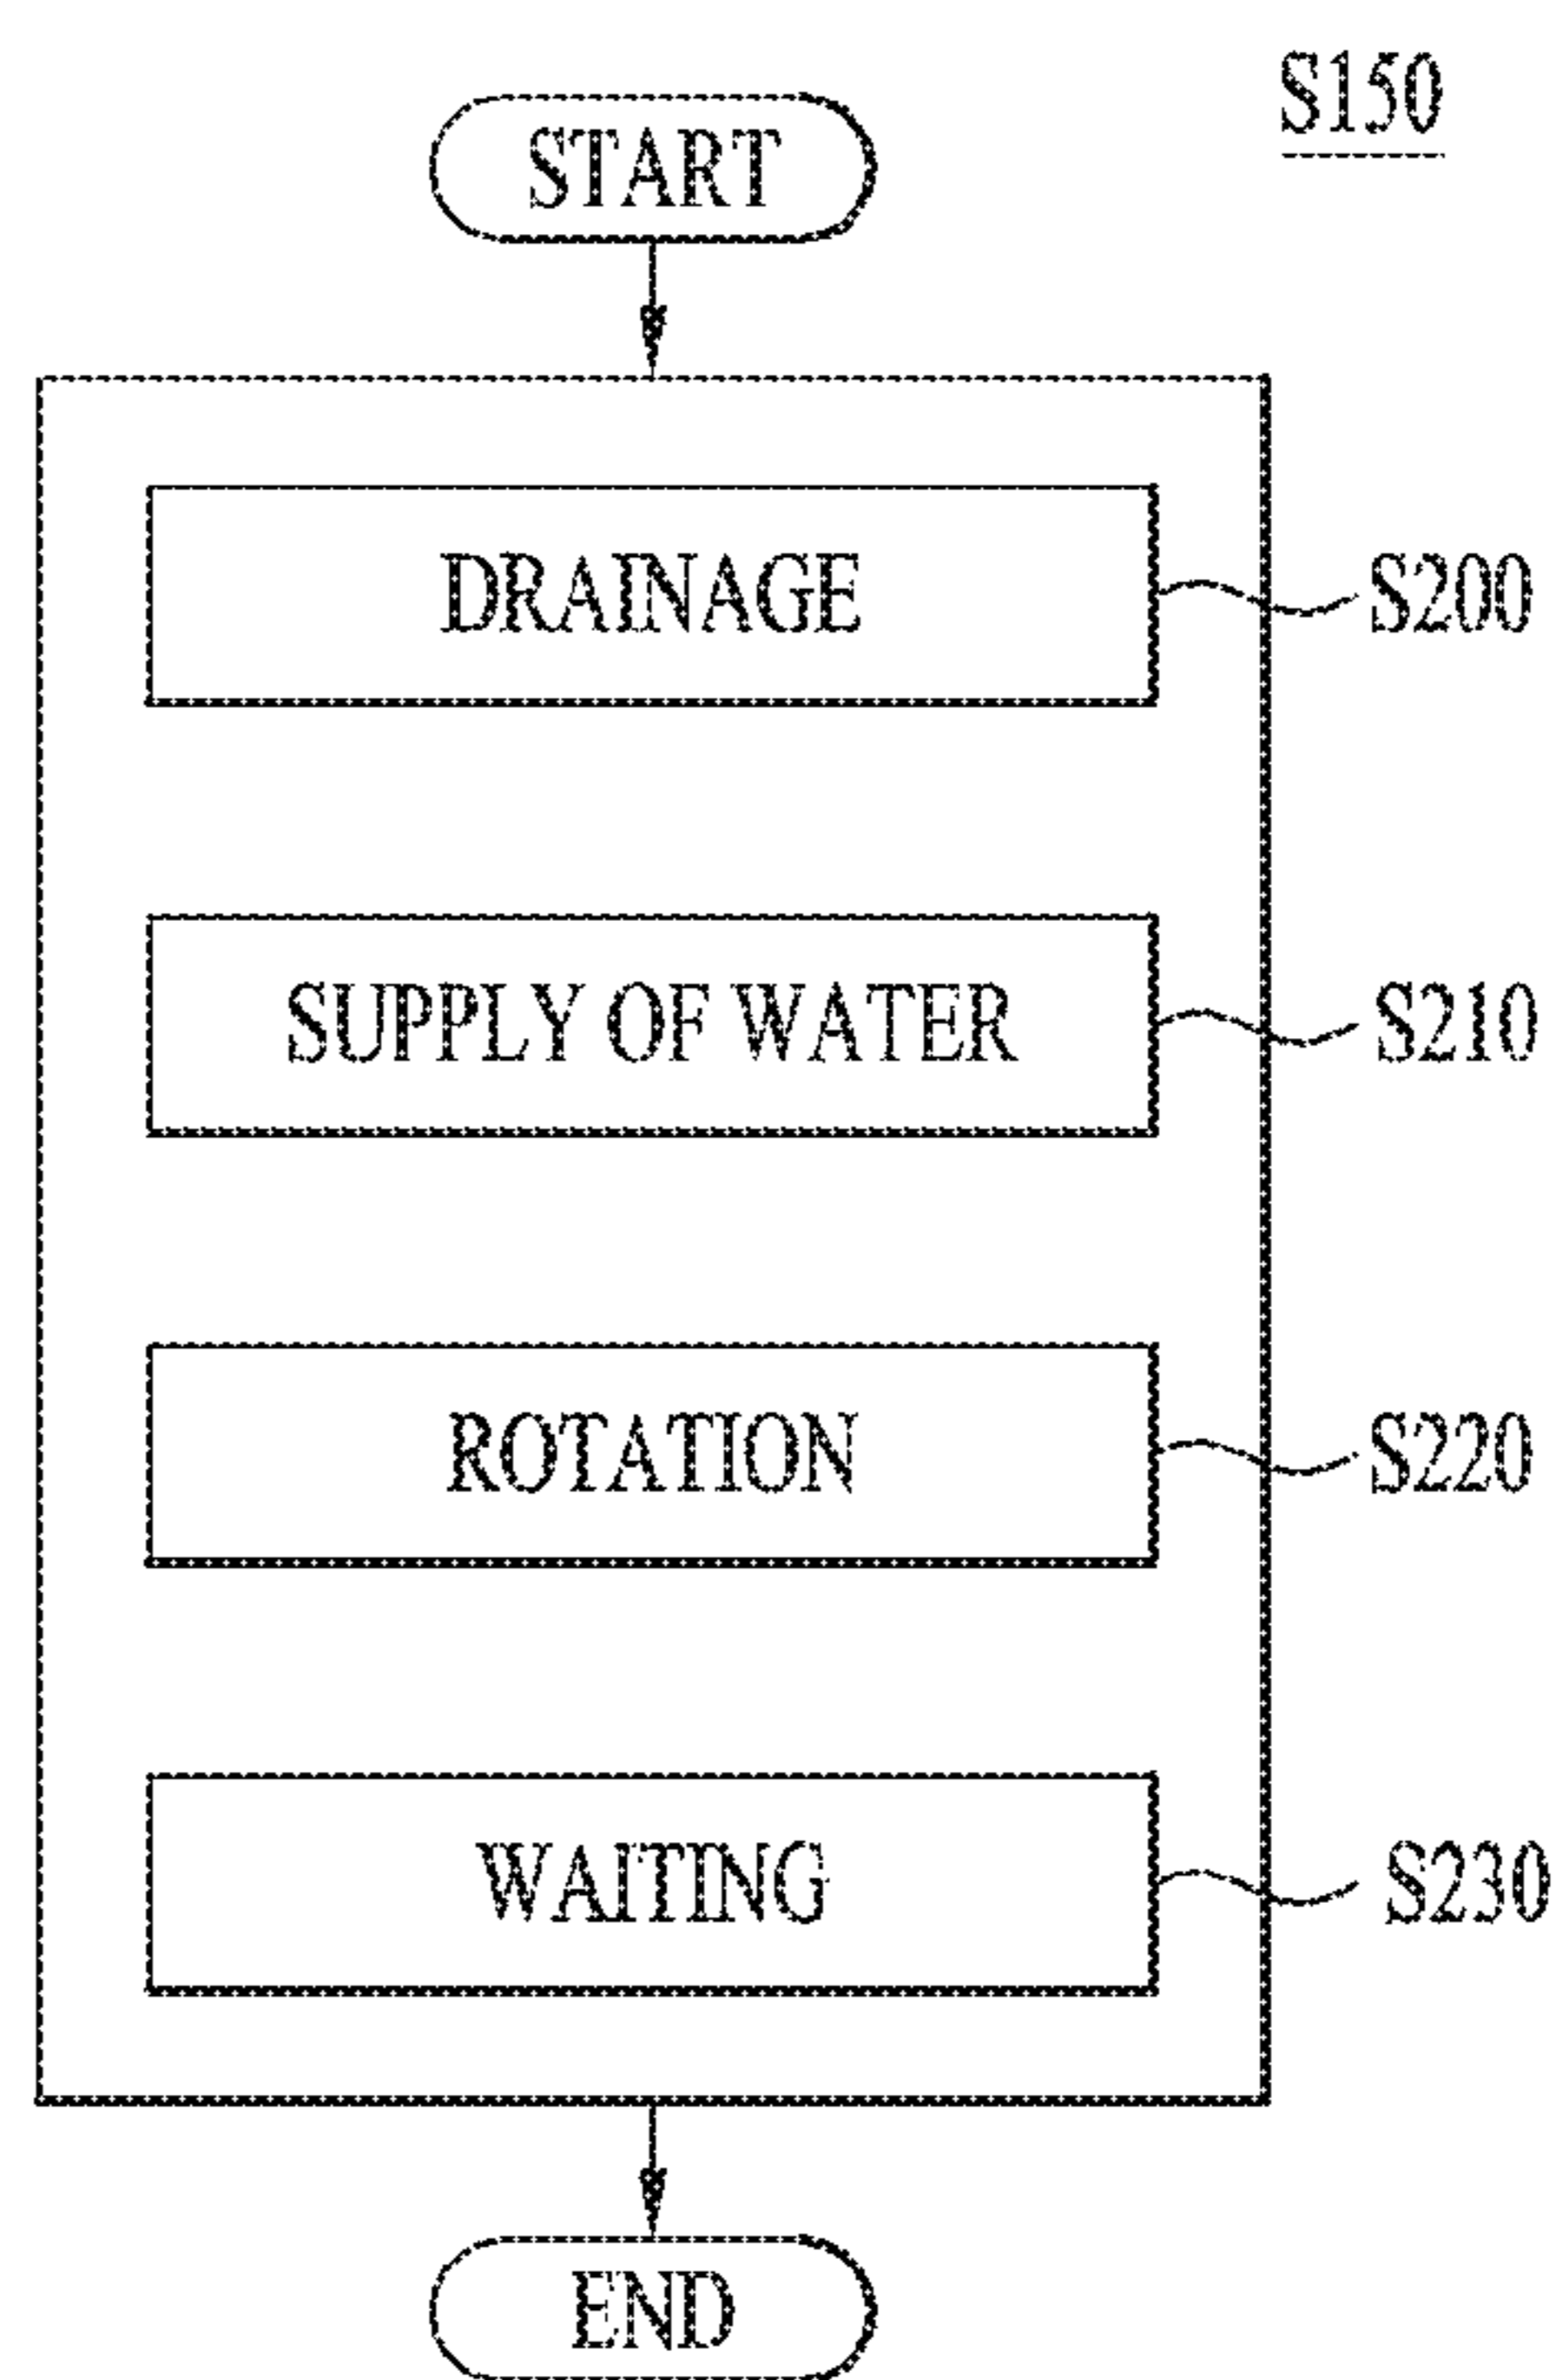 S150
START
DRAINAGE
S200
SUPPLY OF WATER
S210
ROTATION
S220
WAITING
S230
END